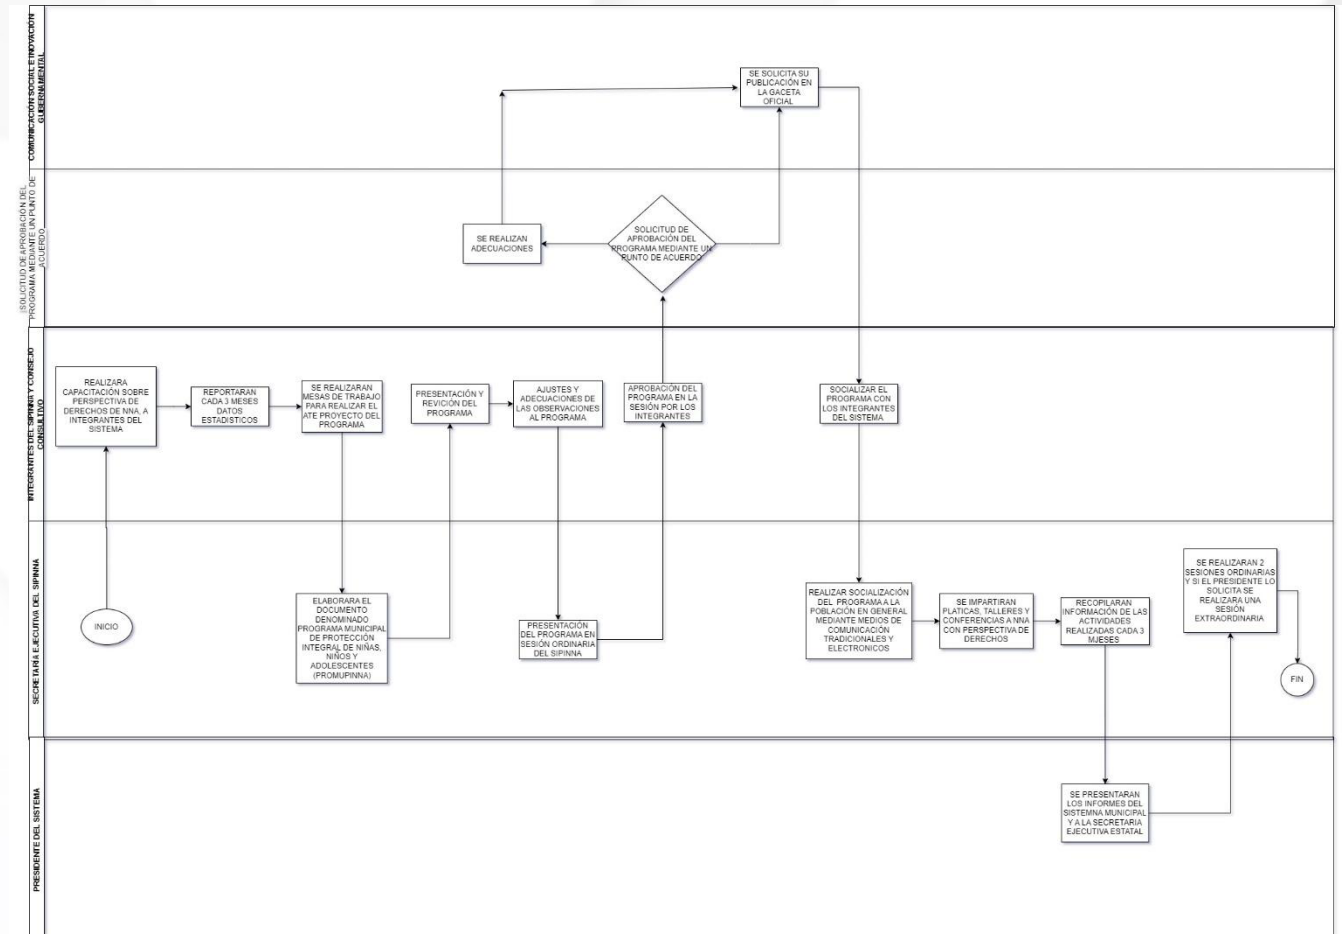 COMUNICACIÓN SOCIAL E INOVACIÓN
GUBERNAMENTAL
SE SOLICITA SU
PUBLICACIÓN EN
LA GACETA
OFICIAL
(SOLICITUD DE APROBACIÓN DEL
PROGRAMA MEDIANTE UN PUNTO DE
ACUERDO
SE REALIZAN
ADECUACIONES
SOLICITUD DE
APROBACIÓN DEL
PROGRAMA MEDIANTE UN
PUNTO DE ACUERDO
INTEGRANTES DEL SIPINNA Y CONSEJO
CONSULTIVO
REALIZARA
CAPACITACIÓN SOBRE
PERSPECTIVA DE
DERECHOS DE NNA, A
INTEGRANTES DEL
SISTEMA
REPORTARAN
CADA 3 MESES
DATOS
ESTADISTICOS
SE REALIZARAN
MESAS DE TRABAJO
PARA REALIZAR EL
ATE PROYECTO DEL
PROGRAMA
PRESENTACIÓN Y
REVICIÓN DEL
PROGRAMA
AJUSTES Y
ADECUACIONES DE
LAS OBSERVACIONES
AL PROGRAMA
APROBACIÓN DEL
PROGRAMA EN LA
SESIÓN POR LOS
INTEGRANTES
SOCIALIZAR EL
PROGRAMA CON
LOS INTEGRANTES
DEL SISTEMA
SECRETARÍA EJECUTIVA DEL SIPINNA
INICIO
ELABORARA EL
DOCUMENTO
DENOMINADO
PROGRAMA MUNICIPAL
DE PROTECCIÓN
INTEGRAL DE NIÑAS,
NIÑOS Y
ADOLESCENTES
(PROMUPINNA)
PRESENTACIÓN
DEL PROGRAMA EN
SESIÓN ORDINARIA
DEL SIPINNA
REALIZAR SOCIALIZACIÓN
DEL PROGRAMA A LA
POBLACIÓN EN GENERAL
MEDIANTE MEDIOS DE
COMUNICACIÓN
TRADICIONALES Y
ELECTRONICOS
SE IMPARTIRAN
PLATICAS, TALLERES Y
CONFERENCIAS A NNA
CON PERSPECTIVA DE
DERECHOS
RECOPILARAN
INFORMACIÓN DE LAS
ACTIVIDADES
REALIZADAS CADA 3
MJESES
SE REALIZARAN 2
SESIONES ORDINARIAS
Y SI EL PRESIDENTE LO
SOLICITA SE
REALIZARA UNA
SESIÓN
EXTRAORDINARIA
FIN
PRESIDENTE DEL SISTEMA
SE PRESENTARAN
LOS INFORMES DEL
SISTEMNA MUNICIPAL
Y A LA SECRETARIA
EJECUTIVA ESTATAL